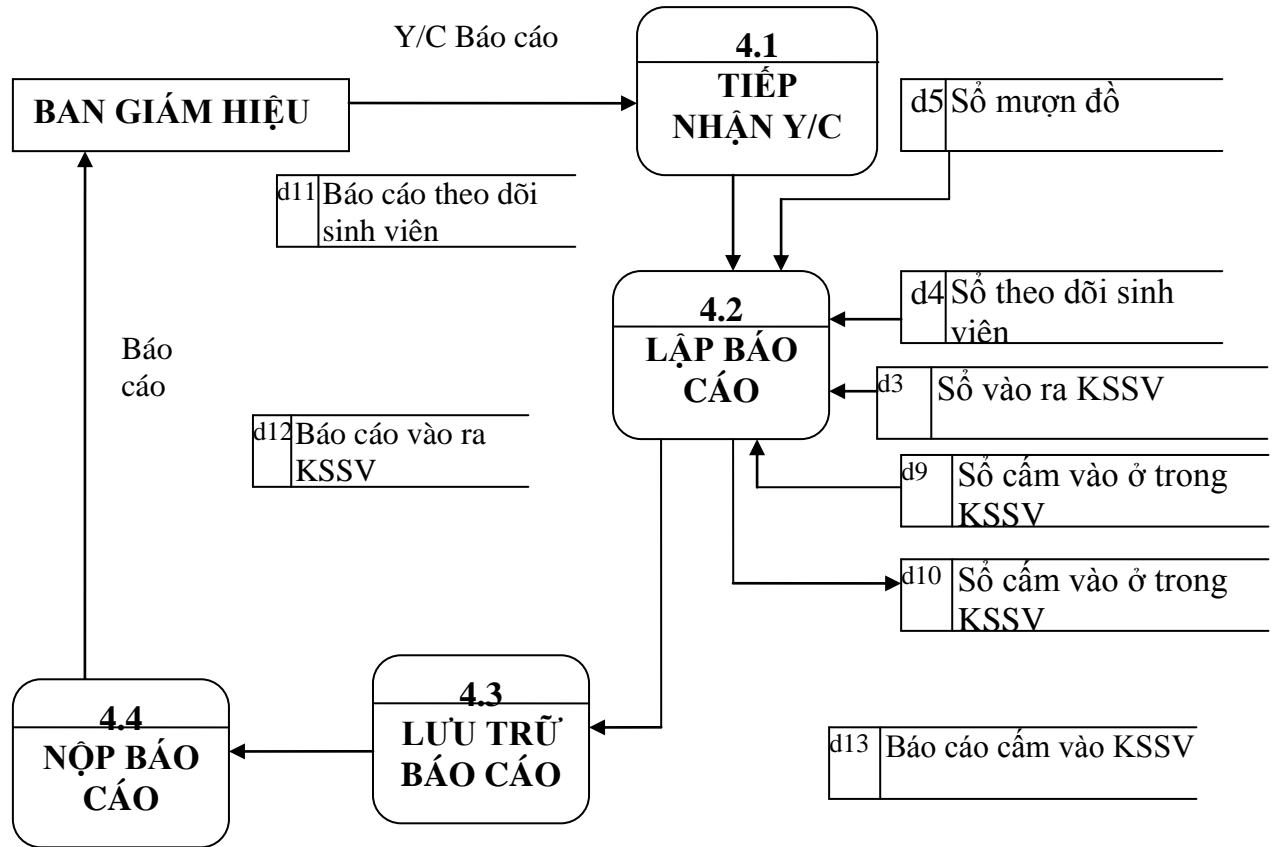 Y/C Báo cáo
4.1
TIẾP
NHẬN Y/C
BAN GIÁM HIỆU
d5 Sổ mượn đồ
d11 Báo cáo theo dõi
sinh viên
4.2
LẬP BÁO
CÁO
d4 Sổ theo dõi sinh
viên
Báo
cáo
d3 Sổ vào ra KSSV
d12 Báo cáo vào ra
KSSV
d9 Sổ cấm vào ở trong
KSSV
d10 Sổ cấm vào ở trong
KSSV
4.3
LƯU TRỮ
BÁO CÁO
4.4
NỘP BÁO
CÁO
d13 Báo cáo cấm vào KSSV